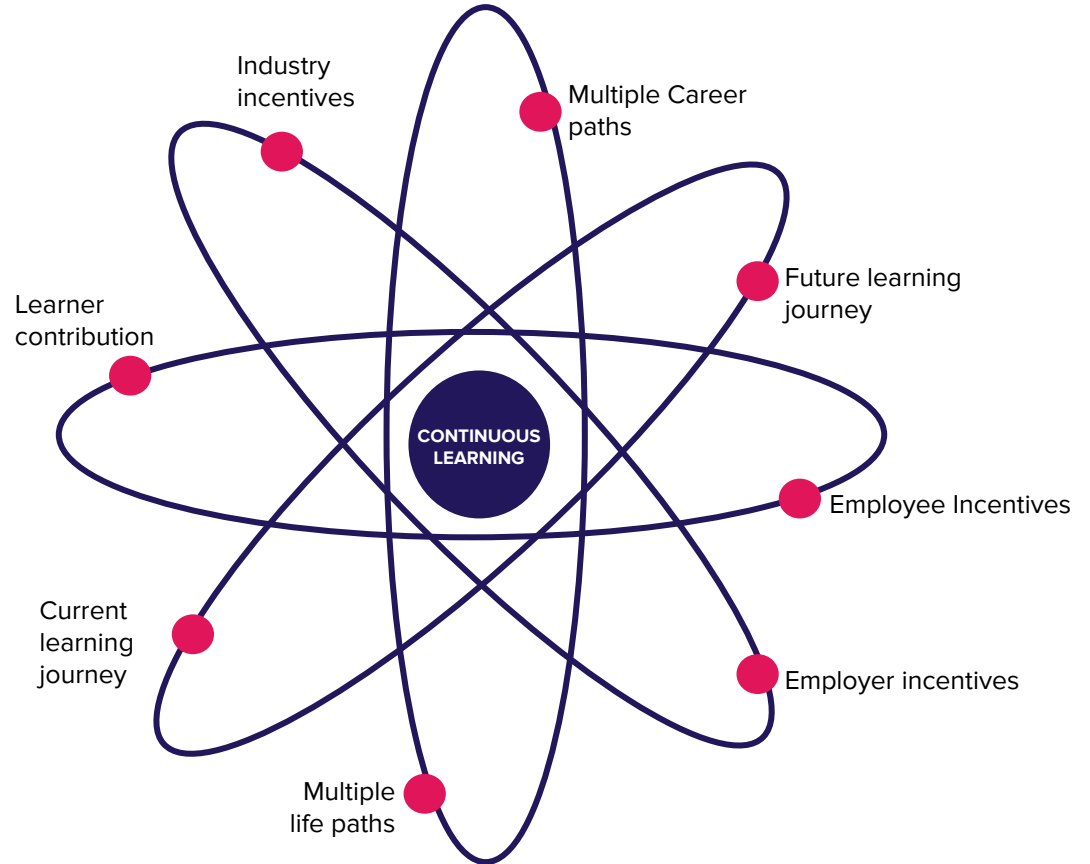 Industry
incentives
Multiple Career
paths
Future learning
journey
Learner
contribution
CONTINUOUS
LEARNING
Employee Incentives
Current
learning
journey
Employer incentives
Multiple
life paths